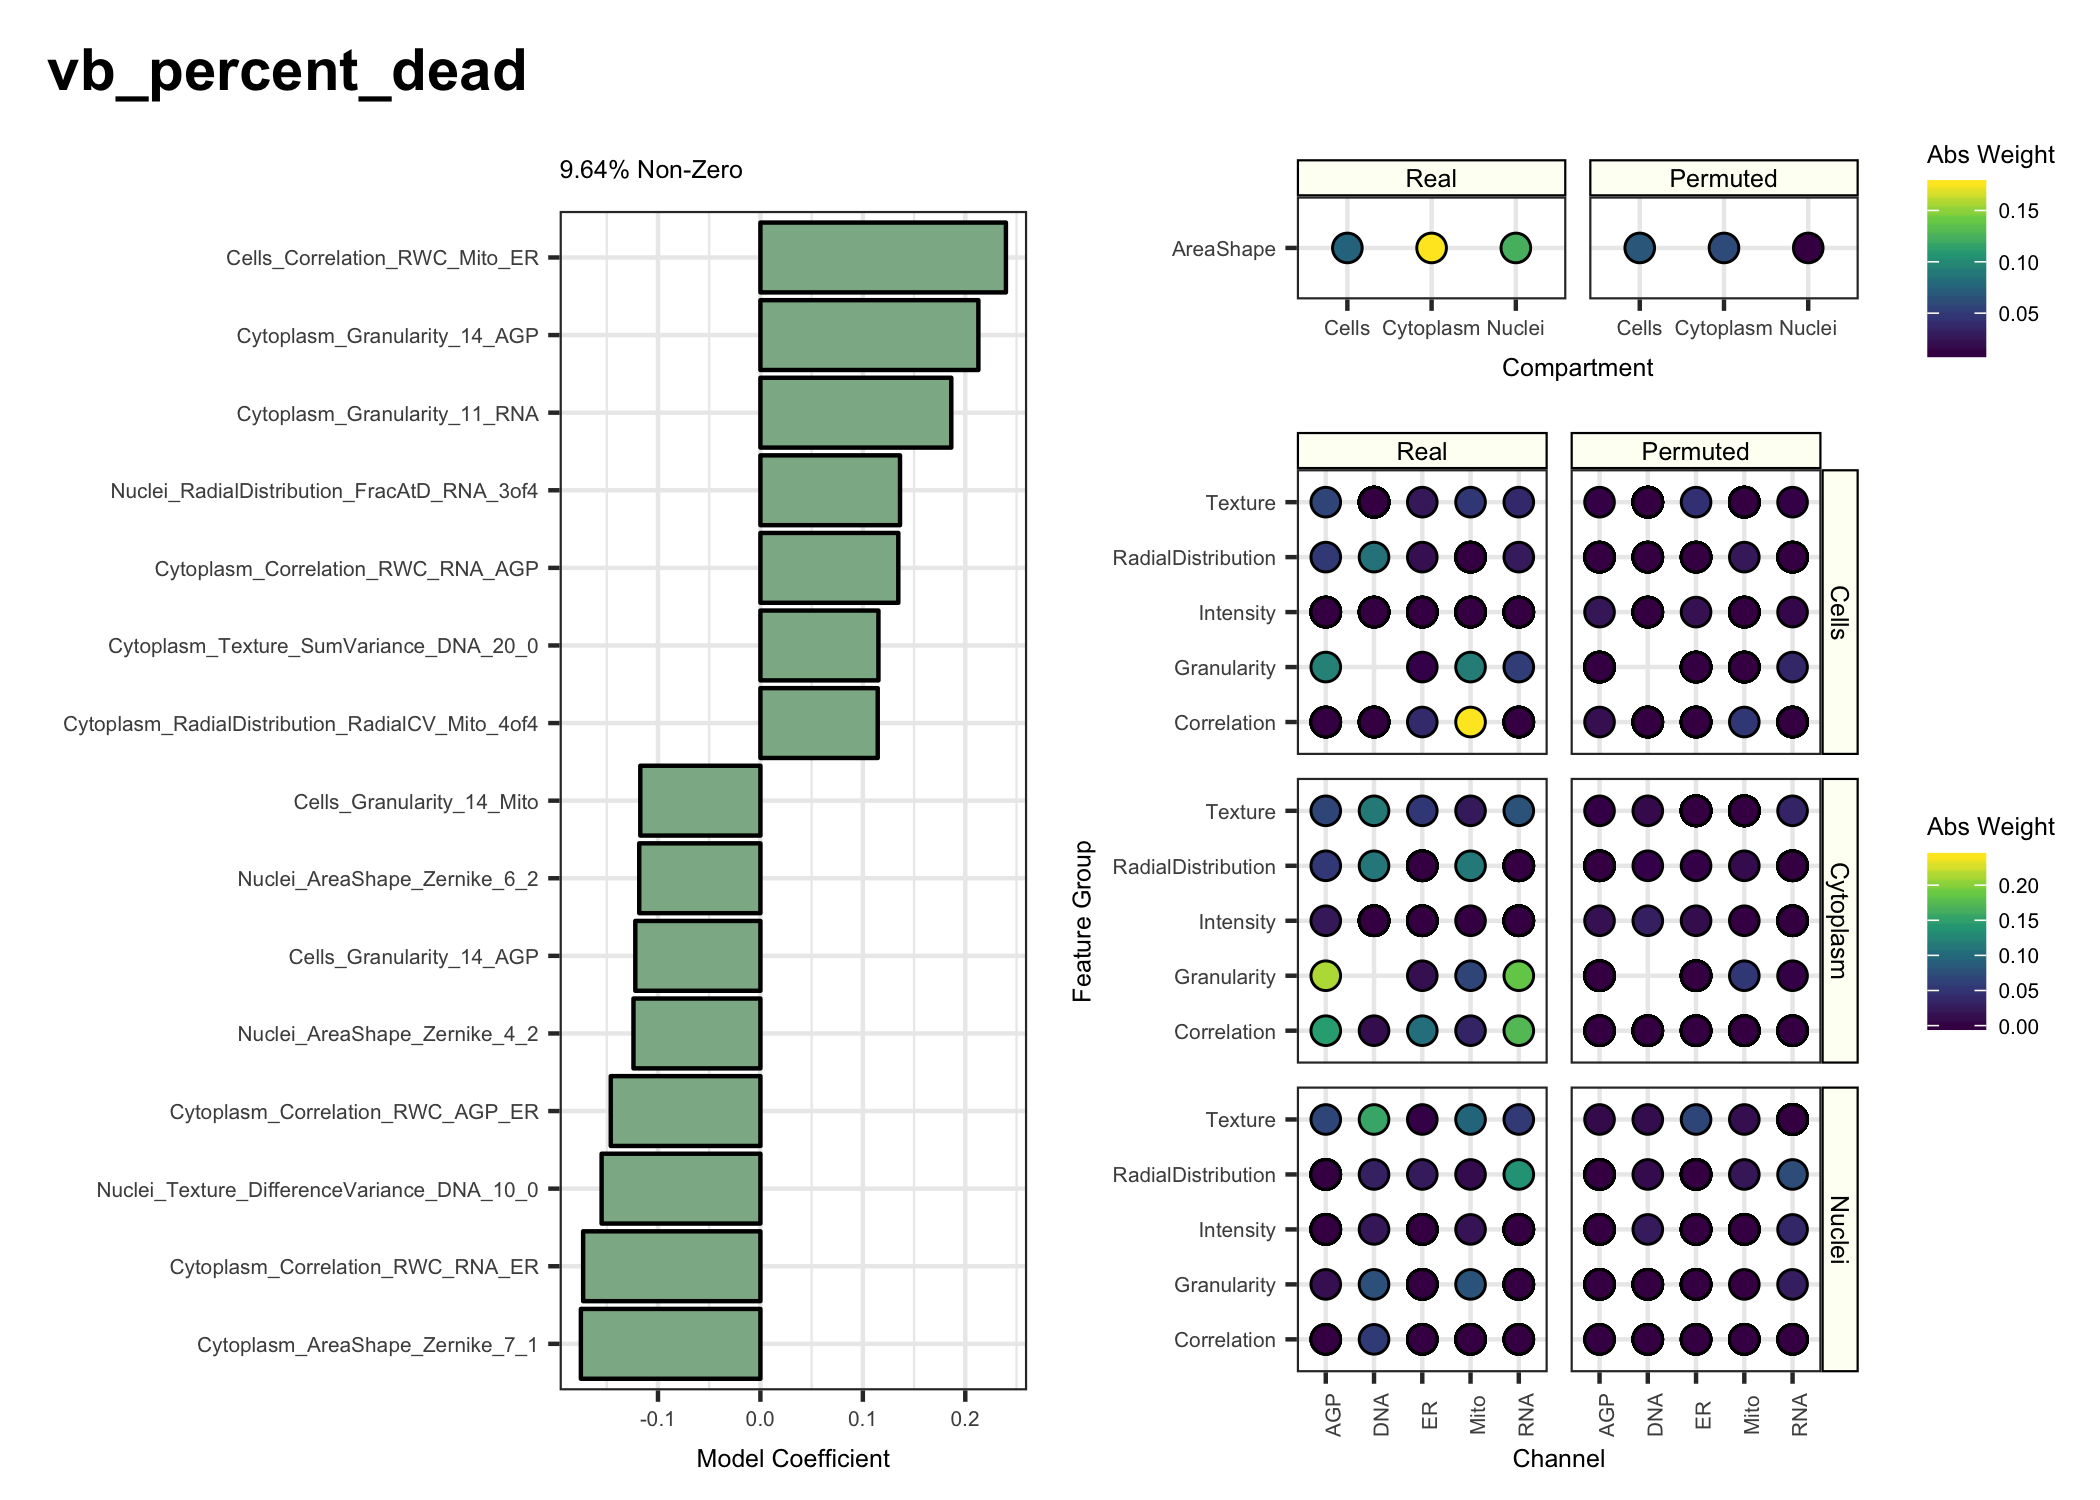 vb_percent_dead
9.64% Non-Zero
Cells_Correlation_RWC_Mito_ER
Cytoplasm_Granularity_14_AGP
Cytoplasm_Granularity_11_RNA
Nuclei_RadialDistribution_FracAtD_RNA_3of4
Cytoplasm_Correlation_RWC_RNA_AGP
Cytoplasm_Texture_SumVariance_DNA_20_0
Cytoplasm_RadialDistribution_RadialCV_Mito_4of4
Cells_Granularity_14_Mito
Nuclei_AreaShape_Zernike_6_2
Cells_Granularity_14_AGP
Nuclei_AreaShape_Zernike_4_2
Cytoplasm_Correlation_RWC_AGP_ER
Nuclei_Texture_DifferenceVariance_DNA_10_0
Cytoplasm_Correlation_RWC_RNA_ER
Cytoplasm_AreaShape_Zernike_7_1
-0.1 0.0 0.1 0.2
Model Coefficient
Real Permuted
AreaShape
Cells Cytoplasm Nuclei Cells Cytoplasm Nuclei
Compartment
Abs Weight
0.15
0.10
0.05
Real Permuted
Feature Group
Texture
RadialDistribution
Intensity
Granularity
Correlation
Cells
Texture
RadialDistribution
Intensity
Granularity
Correlation
Cytoplasm
Texture
RadialDistribution
Intensity
Granularity
Correlation
Nuclei
AGP DNA ER Mito RNA AGP DNA ER Mito RNA
Channel
Abs Weight
0.20
0.15
0.10
0.05
0.00